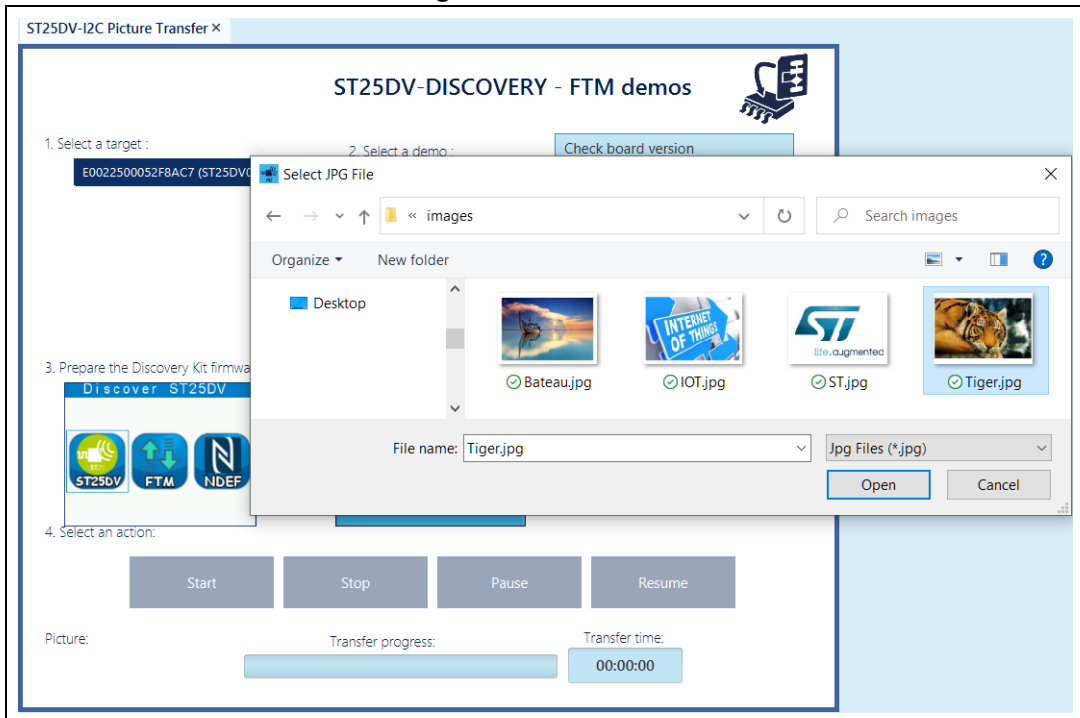 ST25DV-I2C Picture Transfer ×
ST25DV-DISCOVERY - FTM demos
1. Select a target :
2. Select a demo :
Check board version
E0022500052F8AC7 (ST25DV
Select JPG File
« images
Search images
Organize
New folder
Desktop
INTERNET
OF THINGS
life.augmented
Bateau.jpg
IOT.jpg
ST.jpg
Tiger.jpg
3. Prepare the Discovery Kit firmwa
Discover ST25DV
ST25
ST25DV
FTM
NDEF
File name:
Tiger.jpg
Jpg Files (*.jpg)
Open
Cancel
4. Select an action:
Start
Stop
Pause
Resume
Picture:
Transfer progress:
Transfer time:
00:00:00